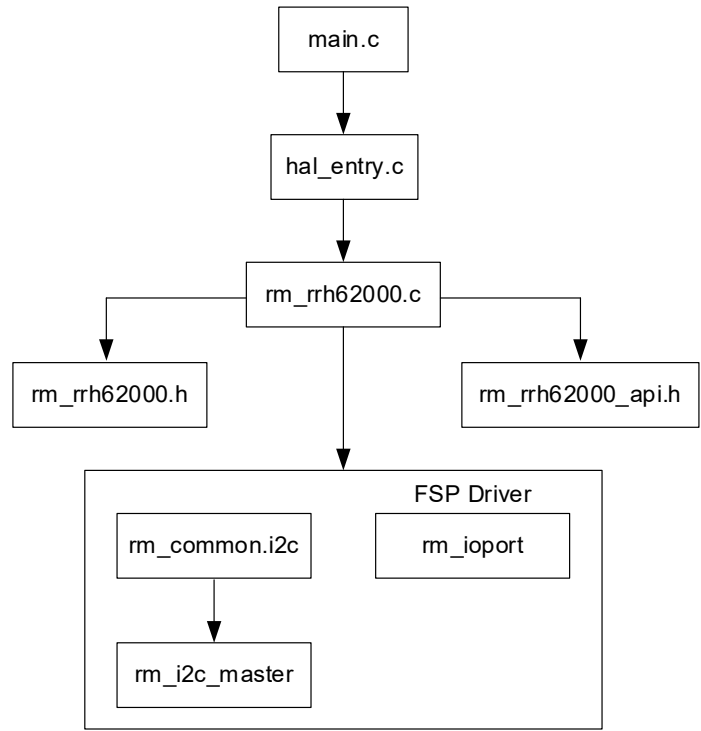 main.c
hal_entry.c
rm_rrh62000.c
rm_rrh62000.h
rm_rrh62000_api.h
FSP Driver
rm_common.i2c
rm_ioport
rm_i2c_master